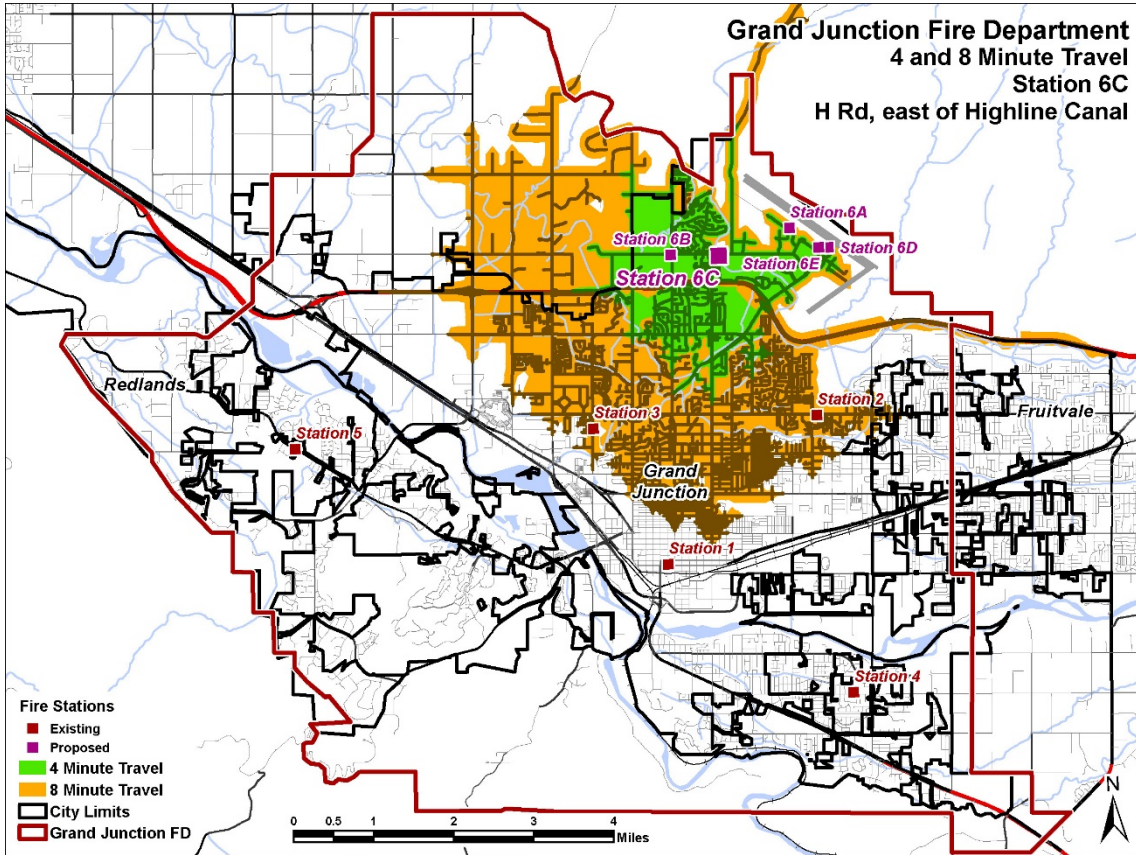 Grand Junction Fire Department
4 and 8 Minute Travel
Station 6C
H Rd, east of Highline Canal
Station 6A
Station 6B
Station 6D
Station 6E
Station 6C
Redlands
Station 2
Fruitvale
Station 3
Station 5
Grand
Junction
Station 1
Station 4
Fire Stations
Existing
Proposed
4 Minute Travel
8 Minute Travel
City Limits
Grand Junction FD
0 0.5 1 2 3 4
Miles
N